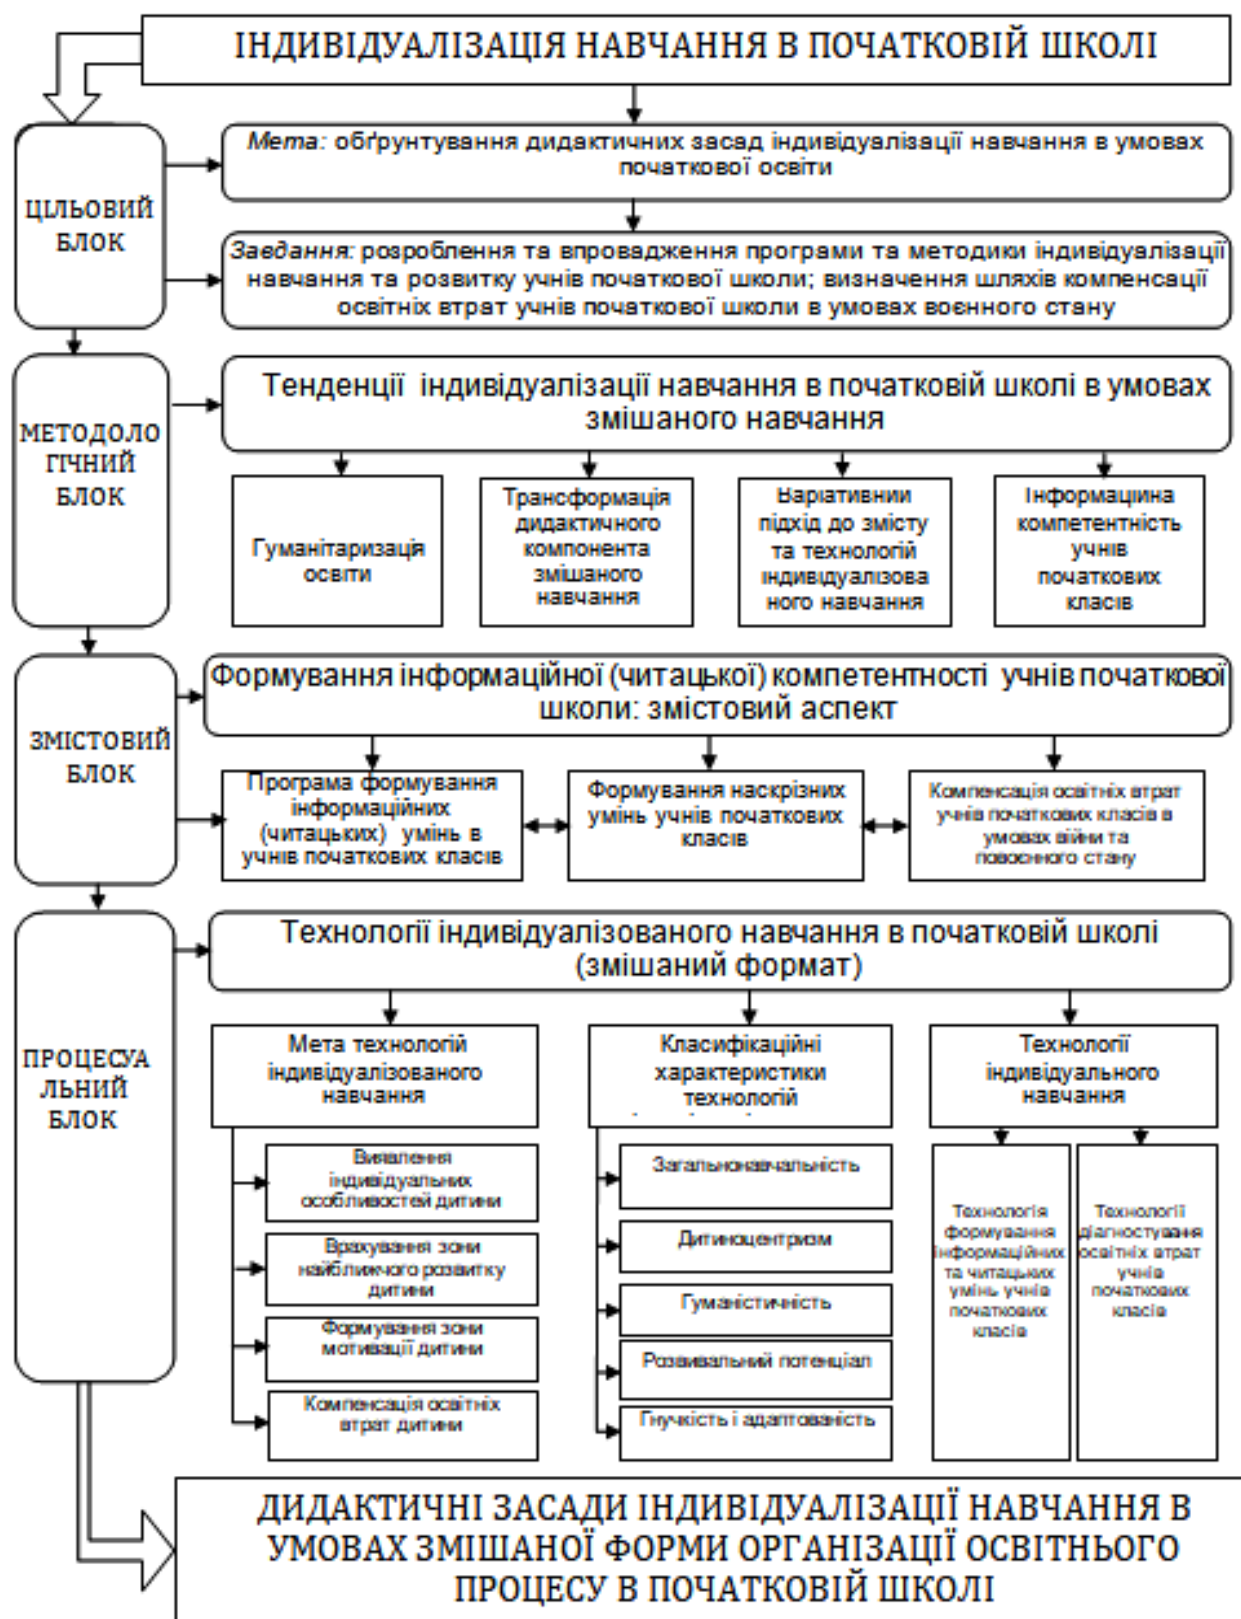 ІНДИВІДУАЛІЗАЦІЯ НАВЧАННЯ В ПОЧАТКОВІЙ ШКОЛІ
ЦІЛЬОВИЙ
БЛОК
Мета: обґрунтування дидактичних засад індивідуалізації навчання в умовах
початкової освіти
Завдання: розроблення та впровадження програми та методики індивідуалізації
навчання та розвитку учнів початкової школи; визначення шляхів компенсації
освітніх втрат учнів початкової школи в умовах воєнного стану
МЕТОДОЛО
ГІЧНИЙ
БЛОК
Тенденції індивідуалізації навчання в початковій школі в умовах
змішаного навчання
Гуманітаризація
освіти
Трансформація
дидактичного
компонента
змішаного
навчання
Варіативний
підхід до змісту
та технологій
індивідуалізова
ного навчання
Інформаційна
компетентність
учнів
початкових
класів
ЗМІСТОВИЙ
БЛОК
Формування інформаційної (читацької) компетентності учнів початкової
школи: змістовий аспект
Програма формування
інформаційних
(читацьких) умінь в
учнів початкових класів
Формування наскрізних
умінь учнів початкових
класів
Компенсація освітніх втрат
учнів початкових класів в
умовах війни та
повоєнного стану
ПРОЦЕСУА
ЛЬНИЙ
БЛОК
Технології індивідуалізованого навчання в початковій школі
(змішаний формат)
Мета технологій
індивідуалізованого
навчання
Виявлення
індивідуальних
особливостей дитини
Врахування зони
найближчого розвитку
дитини
Формування зони
мотивації дитини
Компенсація освітніх
втрат дитини
Класифікаційні
характеристики
технологій
Загальнонавчальність
Дитиноцентризм
Гуманістичність
Розвивальний потенціал
Гнучкість і адаптованість
Технології
індивідуального
навчання
Технологія
формування
інформаційних
та читацьких
умінь учнів
початкових
класів
Технології
діагностування
освітніх втрат
учнів
початкових
класів
ДИДАКТИЧНІ ЗАСАДИ ІНДИВІДУАЛІЗАЦІЇ НАВЧАННЯ В
УМОВАХ ЗМІШАНОЇ ФОРМИ ОРГАНІЗАЦІЇ ОСВІТНЬОГО
ПРОЦЕСУ В ПОЧАТКОВІЙ ШКОЛІ